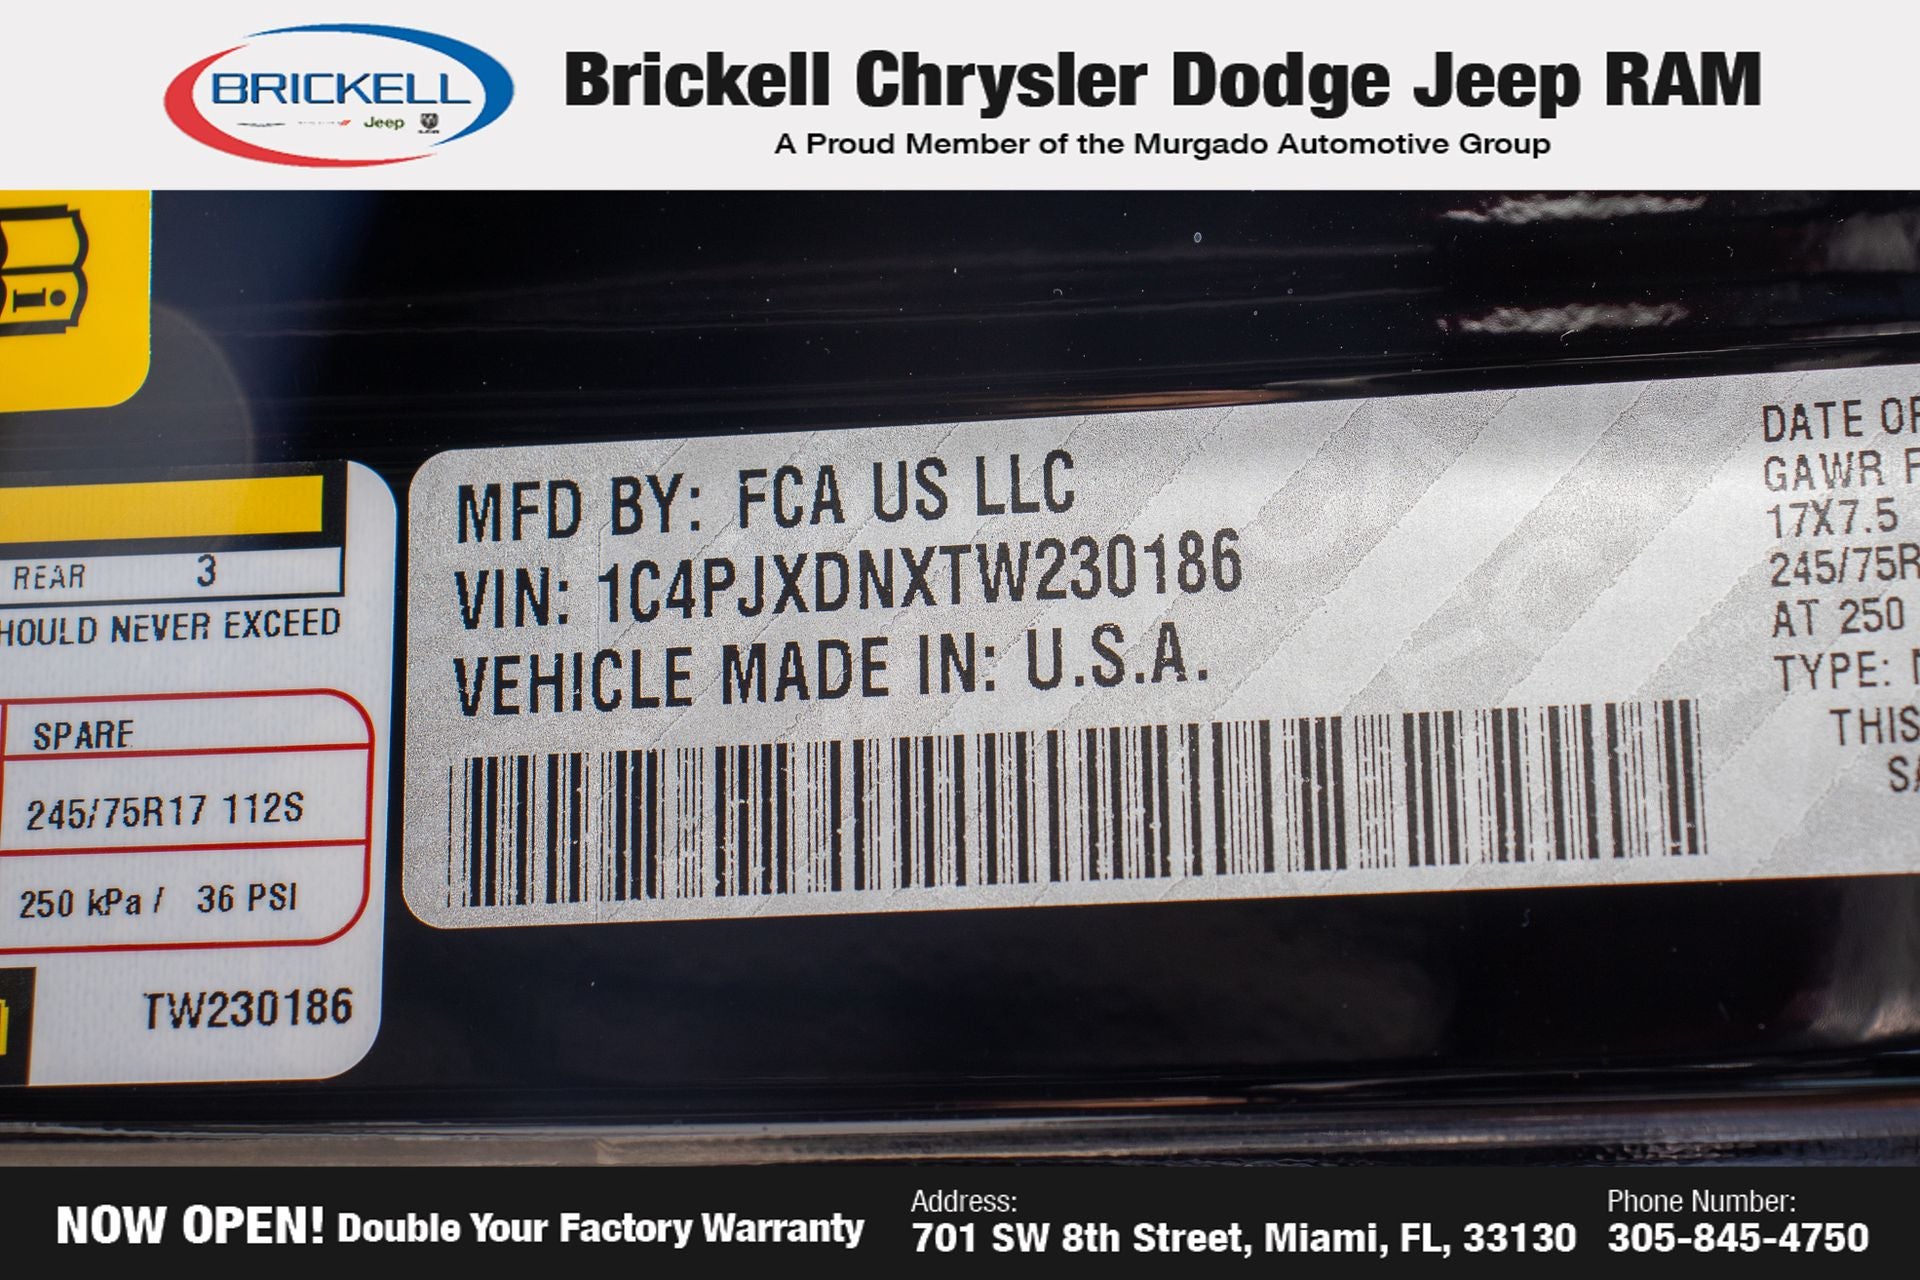 BRICKELL
Jeep
Brickell Chrysler Dodge Jeep RAM
A Proud Member of the Murgado Automotive Group
i
REAR 3
HOULD NEVER EXCEED
SPARE
245/75R17 112S
250 kPa / 36 PSI
TW230186
MFD BY: FCA US LLC
VIN: 1C4PJXDNXTW230186
VEHICLE MADE IN: U.S.A.
DATE OF
GAWR F
17X7.5
245/75R
AT 250
TYPE:
THIS
SA
NOW OPEN! Double Your Factory Warranty
Address:
701 SW 8th Street, Miami, FL, 33130
Phone Number:
305-845-4750